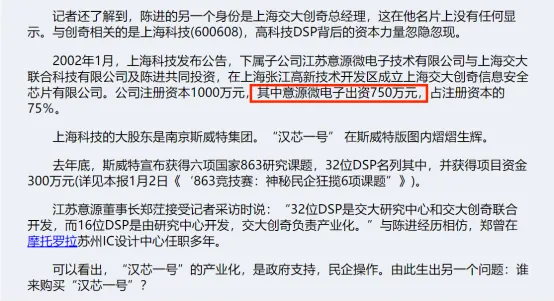 记者还了解到，陈进的另一个身份是上海交大创奇总经理，这在他名片上没有任何显
示。与创奇相关的是上海科技(600608)，高科技DSP背后的资本力量忽隐忽现。
2002年1月，上海科技发布公告，下属子公司江苏意源微电子技术有限公司与上海交大
联合科技有限公司及陈进共同投资，在上海张江高新技术开发区成立上海交大创奇信息安全
芯片有限公司。公司注册资本1000万元，其中意源微电子出资750万元，占注册资本的
75%。
上海科技的大股东是南京斯威特集团。“汉芯一号” 在斯威特版图内熠熠生辉。
去年底，斯威特宣布获得六项国家863研究课题，32位DSP名列其中，并获得项目资金
300万元(详见本报1月2日《‘863竞技赛：神秘民企狂揽6项课题”》)。
江苏意源董事长郑茳接受记者采访时说：“32位DSP是交大研究中心和交大创奇联合
开发，而16位DSP是由研究中心开发，交大创奇负责产业化。”与陈进经历相仿，郑曾在
摩托罗拉苏州IC设计中心任职多年。
可以看出，“汉芯一号”的产业化，是政府支持，民企操作。由此生出另一个问题：谁
来购买“汉芯一号”？